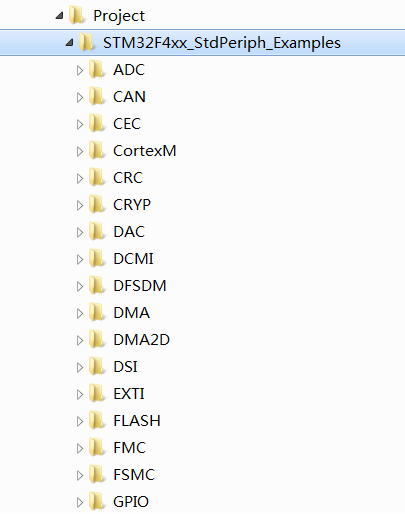 Project
STM32F4xx_StdPeriph_Examples
ADC
CAN
CEC
CortexM
CRC
CRYP
DAC
DCMI
DFSDM
DMA
DMA2D
DSI
EXTI
FLASH
FMC
FSMC
GPIO